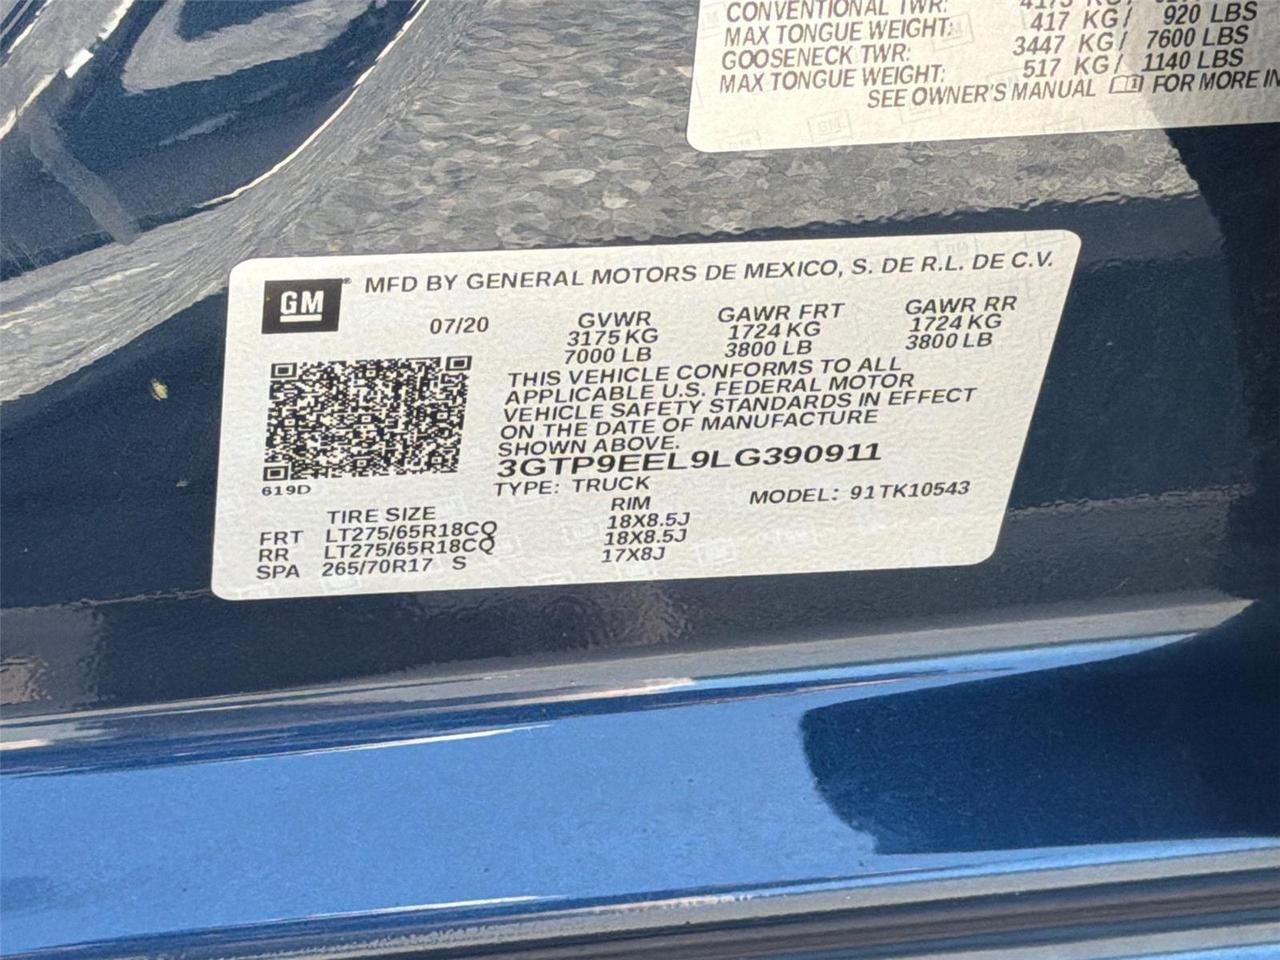 CONVENTIONAL TWR:
MAX TONGUE WEIGHT: 417 KG/ 920 LBS
GOOSENECK TWR: 3447 KG/ 7600 LBS
MAX TONGUE WEIGHT: 517 KG/ 1140 LBS
SEE OWNER'S MANUAL FOR MORE
GM ® MFD BY GENERAL MOTORS DE MEXICO, S. DE R.L. DE C.V.
07/20 GVWR GAWR FRT GAWR RR
3175 KG 1724 KG 1724 KG
7000 LB 3800 LB 3800 LB
THIS VEHICLE CONFORMS TO ALL
APPLICABLE U.S. FEDERAL MOTOR
VEHICLE SAFETY STANDARDS IN EFFECT
ON THE DATE OF MANUFACTURE
SHOWN ABOVE.
3GTP9EEL9LG390911
619D TYPE: TRUCK MODEL: 91TK10543
TIRE SIZE RIM
FRT LT275/65R18CQ 18X8.5J
RR LT275/65R18CQ 18X8.5J
SPA 265/70R17 S 17X8J